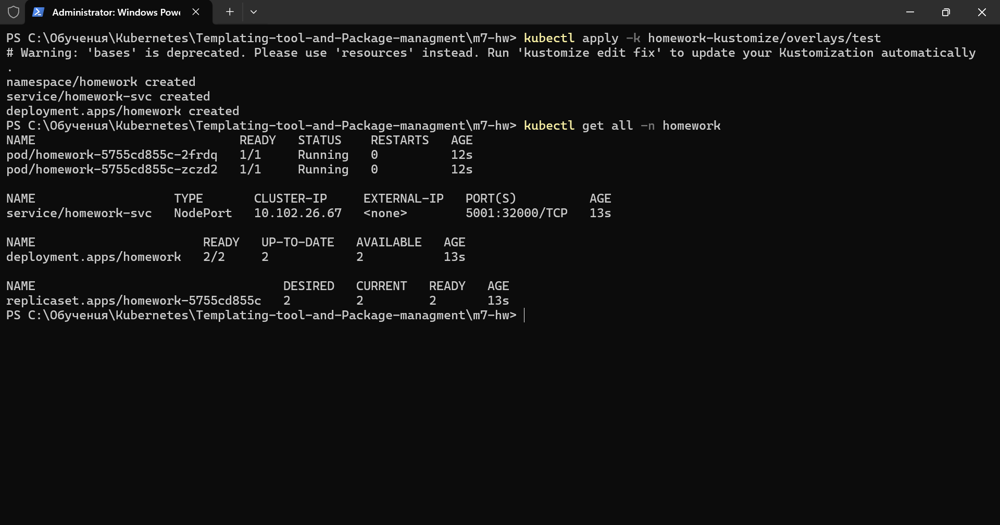 Administrator: Windows Powe
PS C:\Обучения\Kubernetes\Templating-tool-and-Package-managment\m7-hw> kubectl apply -k homework-kustomize/overlays/test
# Warning: 'bases' is deprecated. Please use 'resources' instead. Run 'kustomize edit fix' to update your Kustomization automatically
.
namespace/homework created
service/homework-svc created
deployment.apps/homework created
PS C:\Обучения\Kubernetes\Templating-tool-and-Package-managment\m7-hw> kubectl get all -n homework
NAME                            READY   STATUS    RESTARTS   AGE
pod/homework-5755cd855c-2frdq   1/1     Running   0          12s
pod/homework-5755cd855c-zczd2   1/1     Running   0          12s
NAME                   TYPE       CLUSTER-IP     EXTERNAL-IP   PORT(S)          AGE
service/homework-svc   NodePort   10.102.26.67   <none>        5001:32000/TCP   13s
NAME                       READY   UP-TO-DATE   AVAILABLE   AGE
deployment.apps/homework   2/2     2            2           13s
NAME                                  DESIRED   CURRENT   READY   AGE
replicaset.apps/homework-5755cd855c   2         2         2       13s
PS C:\Обучения\Kubernetes\Templating-tool-and-Package-managment\m7-hw>